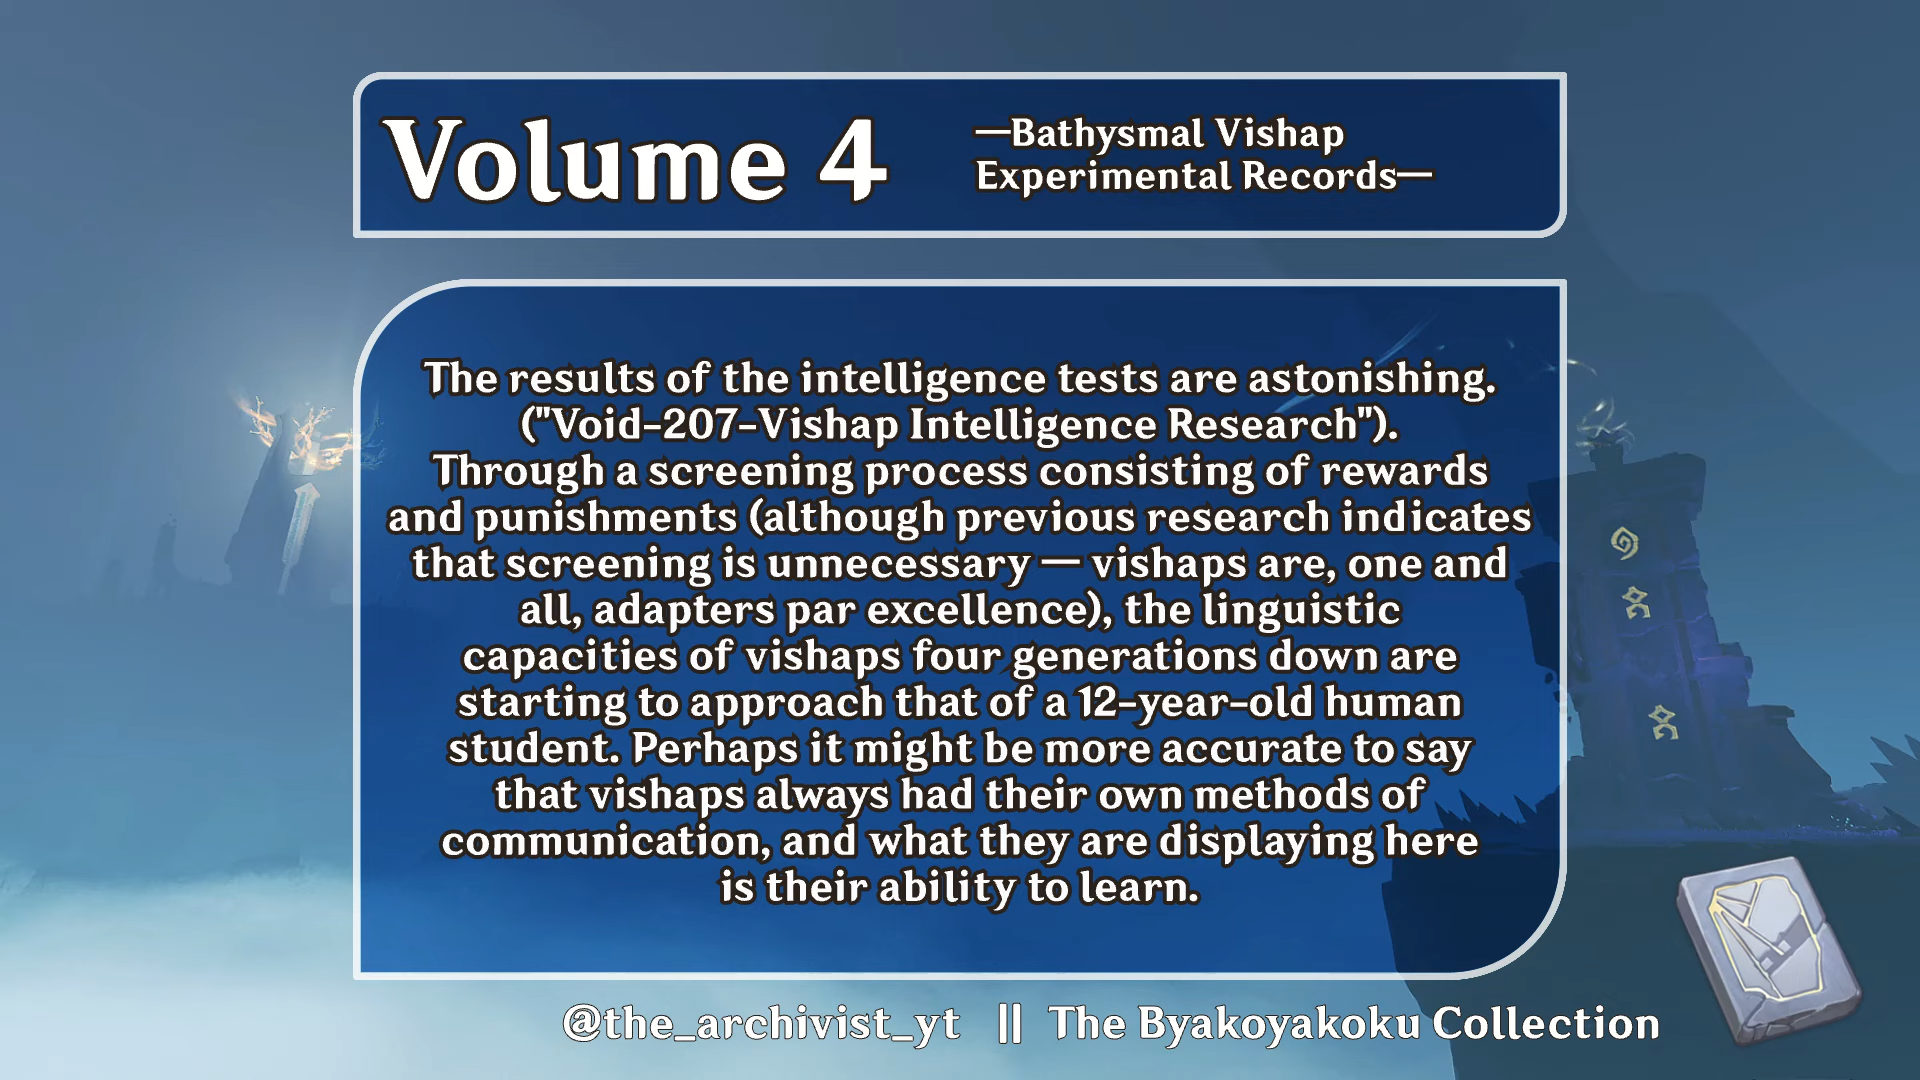 Volume 4
—Bathysmal Vishap
Experimental Records—
The results of the intelligence tests are astonishing.
("Void-207-Vishap Intelligence Research").
Through a screening process consisting of rewards
and punishments (although previous research indicates
that screening is unnecessary — vishaps are, one and
all, adapters par excellence), the linguistic
capacities of vishaps four generations down are
starting to approach that of a 12-year-old human
student. Perhaps it might be more accurate to say
that vishaps always had their own methods of
communication, and what they are displaying here
is their ability to learn.
@the_archivist_yt || The Byakoyakoku Collection